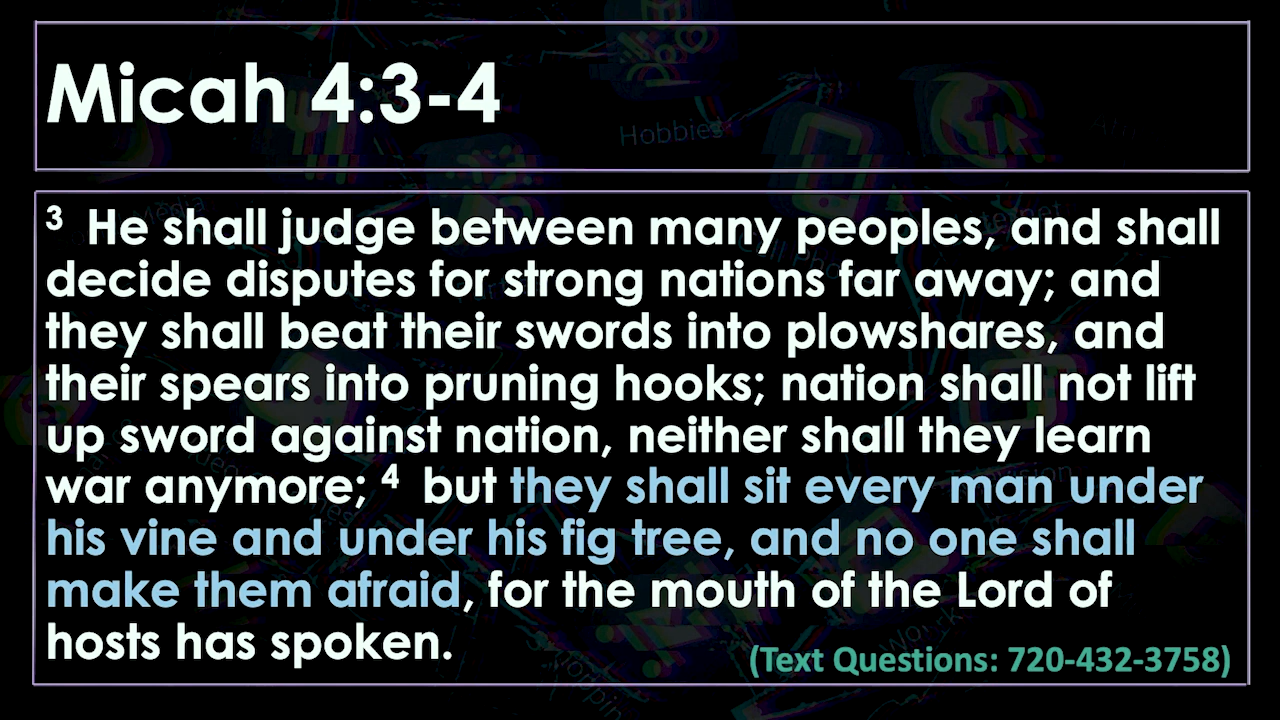 Micah 4:3-4
Hobbies
3 He shall judge between many peoples, and shall
decide disputes for strong nations far away; and
they shall beat their swords into plowshares, and
their spears into pruning hooks; nation shall not lift
up sword against nation, neither shall they learn
war anymore; 4 but they shall sit every man under
his vine and under his fig tree, and no one shall
make them afraid, for the mouth of the Lord of
hosts has spoken.
(Text Questions: 720-432-3758)